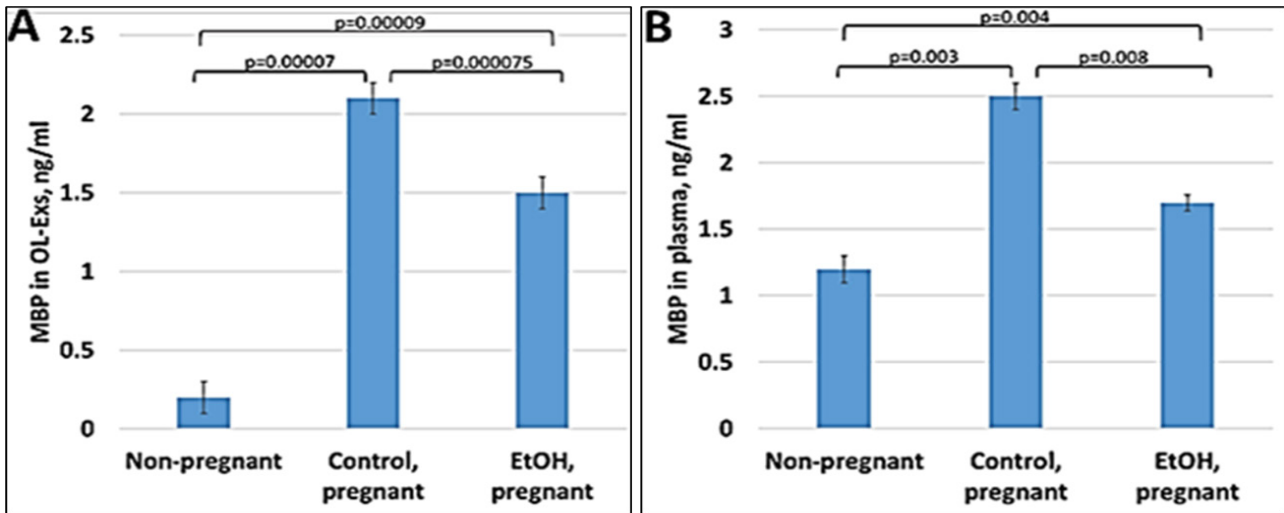 A
MBP in OL-Exs, ng/ml
2.5
2
1.5
1
0.5
0
p=0.00009
p=0.00007
p=0.000075
Non-pregnant
Control,
pregnant
EtOH,
pregnant
B
MBP in plasma, ng/ml
3
2.5
2
1.5
1
0.5
0
p=0.004
p=0.003
p=0.008
Non-pregnant
Control,
pregnant
EtOH,
pregnant